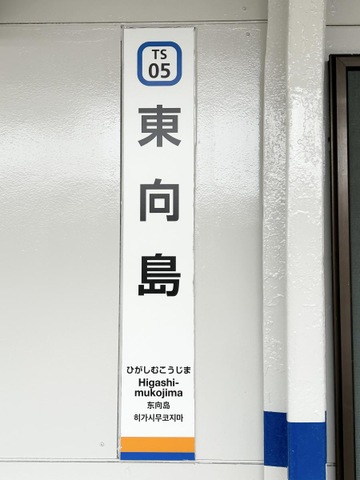 TS
05
東向島
ひがしむこうじま
Higashi-
mukojima
东向岛
히가시무코지마